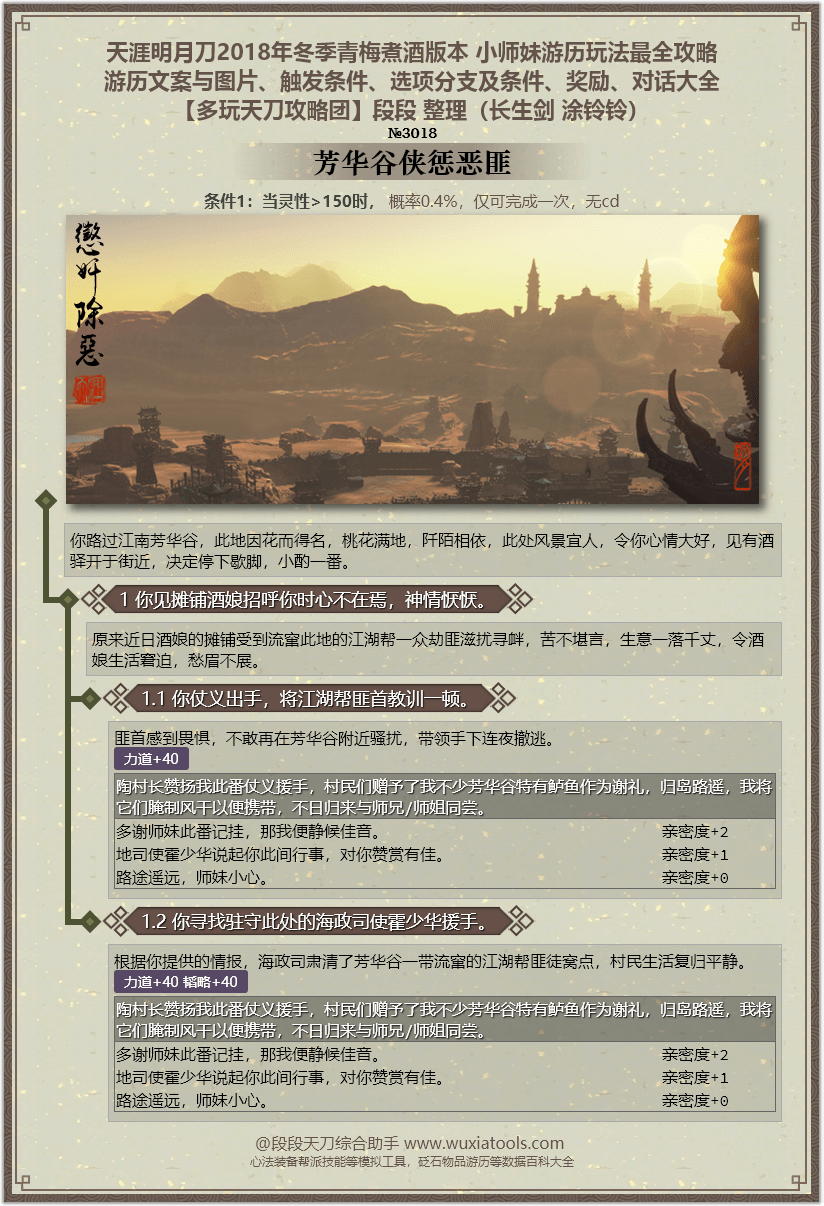 天涯明月刀2018年冬季青梅煮酒版本 小师妹游历玩法最全攻略
游历文案与图片、触发条件、选项分支及条件、奖励、对话大全
【多玩天刀攻略团】段段 整理（长生剑 涂铃铃）
№3018
芳华谷侠惩恶匪
条件1：当灵性>150时， 概率0.4%，仅可完成一次，无cd
懲奸除惡
你路过江南芳华谷，此地因花而得名，桃花满地，阡陌相依，此处风景宜人，令你心情大好，见有酒
驿开于街近，决定停下歇脚，小酌一番。
1 你见摊铺酒娘招呼你时心不在焉，神情恹恹。
原来近日酒娘的摊铺受到流窜此地的江湖帮一众劫匪滋扰寻衅，苦不堪言，生意一落千丈，令酒
娘生活窘迫，愁眉不展。
1.1 你仗义出手，将江湖帮匪首教训一顿。
匪首感到畏惧，不敢再在芳华谷附近骚扰，带领手下连夜撤逃。
力道+40
陶村长赞扬我此番仗义援手，村民们赠予了我不少芳华谷特有鲈鱼作为谢礼，归岛路遥，我将
它们腌制风干以便携带，不日归来与师兄/师姐同尝。
多谢师妹此番记挂，那我便静候佳音。 亲密度+2
地司使霍少华说起你此间行事，对你赞赏有佳。 亲密度+1
路途遥远，师妹小心。 亲密度+0
1.2 你寻找驻守此处的海政司使霍少华援手。
根据你提供的情报，海政司肃清了芳华谷一带流窜的江湖帮匪徒窝点，村民生活复归平静。
力道+40 韬略+40
陶村长赞扬我此番仗义援手，村民们赠予了我不少芳华谷特有鲈鱼作为谢礼，归岛路遥，我将
它们腌制风干以便携带，不日归来与师兄/师姐同尝。
多谢师妹此番记挂，那我便静候佳音。 亲密度+2
地司使霍少华说起你此间行事，对你赞赏有佳。 亲密度+1
路途遥远，师妹小心。 亲密度+0
@段段天刀综合助手 www.wuxiatools.com
心法装备帮派技能等模拟工具，砭石物品游历等数据百科大全